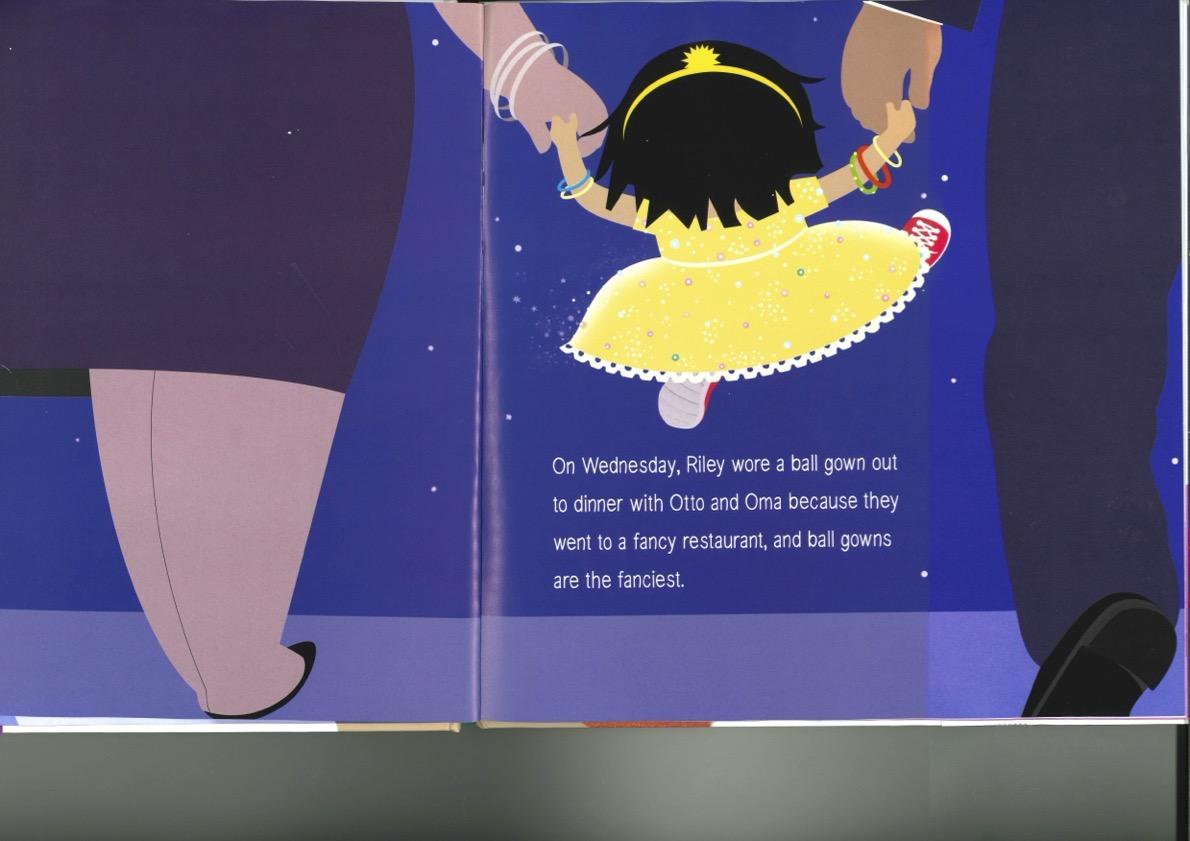 On Wednesday, Riley wore a ball gown out
to dinner with Otto and Oma because they
went to a fancy restaurant, and ball gowns
are the fanciest.